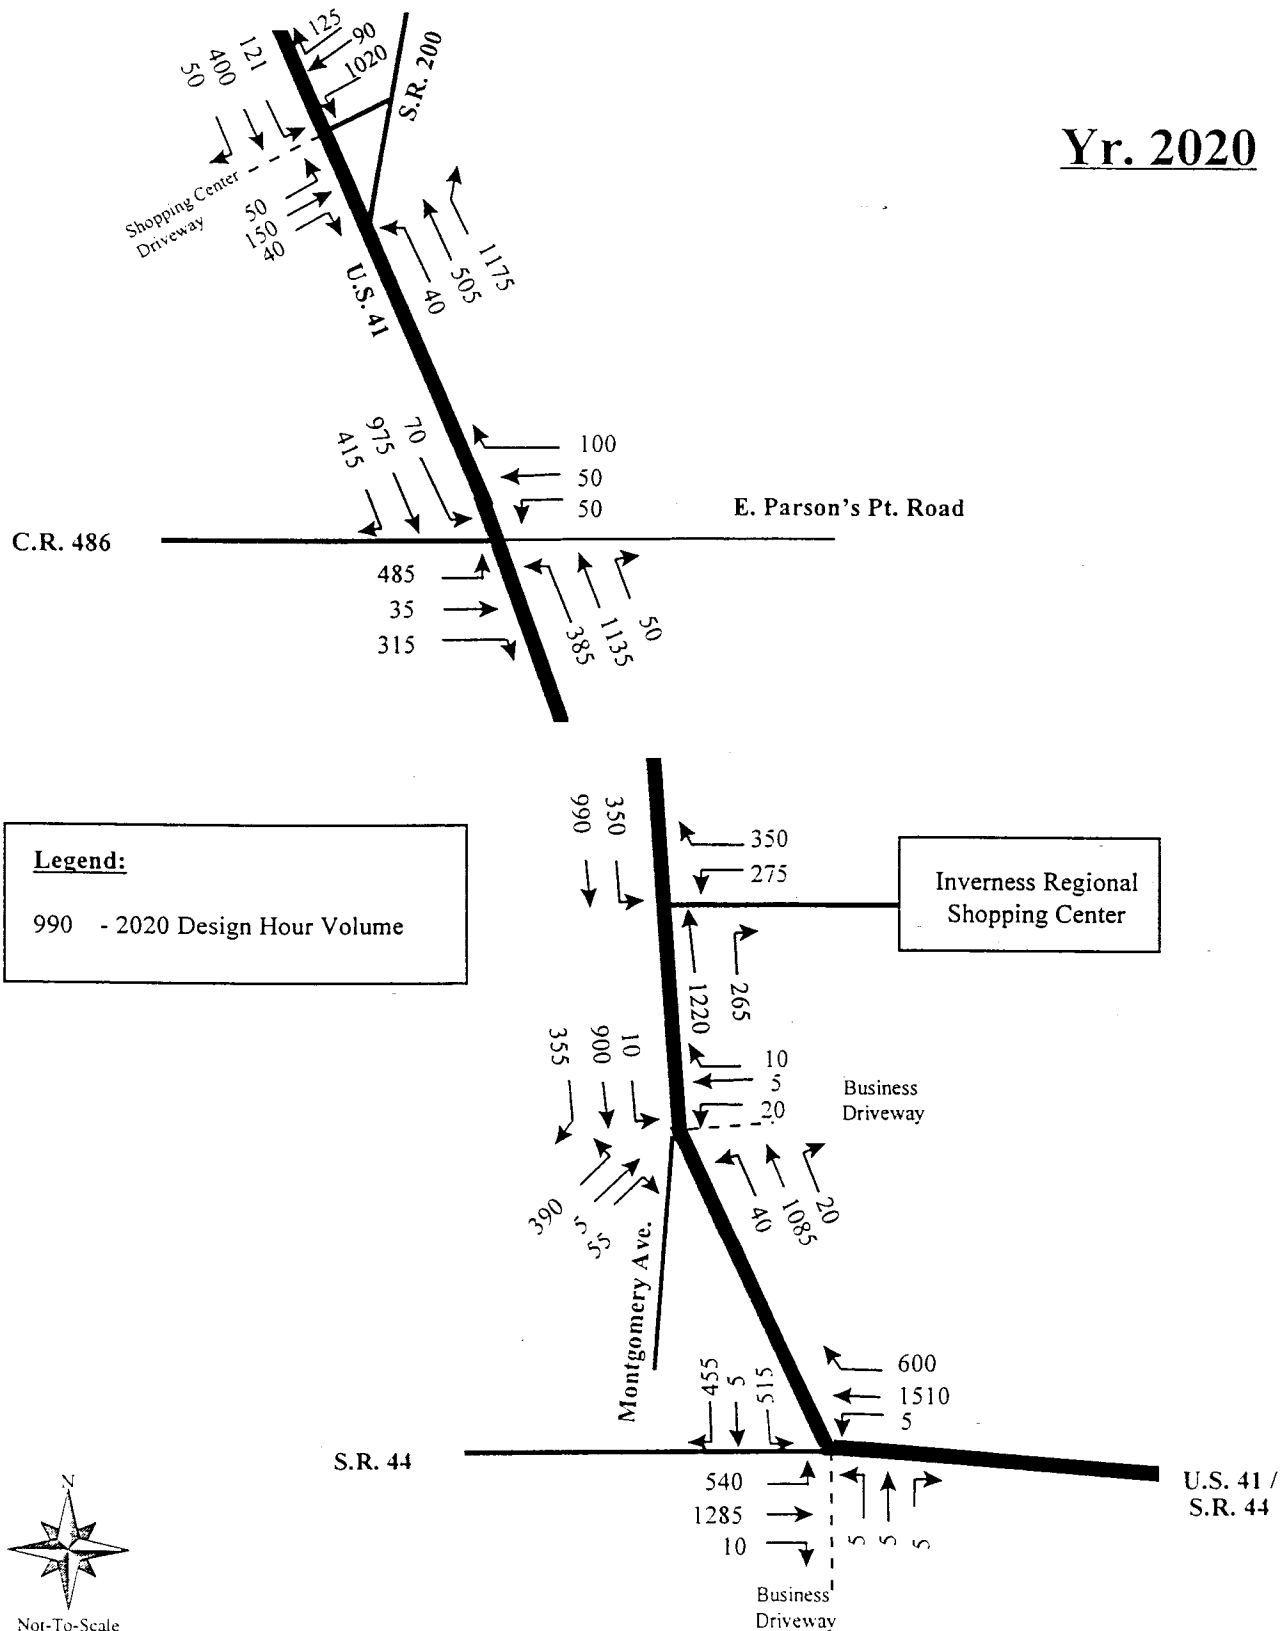 Yr. 2020
125
90
1020
121
400
50
S.R. 200
Shopping Center
Driveway
50
150
40
U.S. 41
40
505
1175
415
975
70
100
50
50
E. Parson's Pt. Road
C.R. 486
485
35
315
385
1135
50
990
350
350
275
Legend:
990 - 2020 Design Hour Volume
Inverness Regional
Shopping Center
1220
265
355
900
10
10
5
20
Business
Driveway
390
5
55
40
1085
20
Montgomery Ave.
455
5
515
600
1510
5
S.R. 44
U.S. 41 /
S.R. 44
540
1285
10
5
5
5
Business
Driveway
N
Not-To-Scale